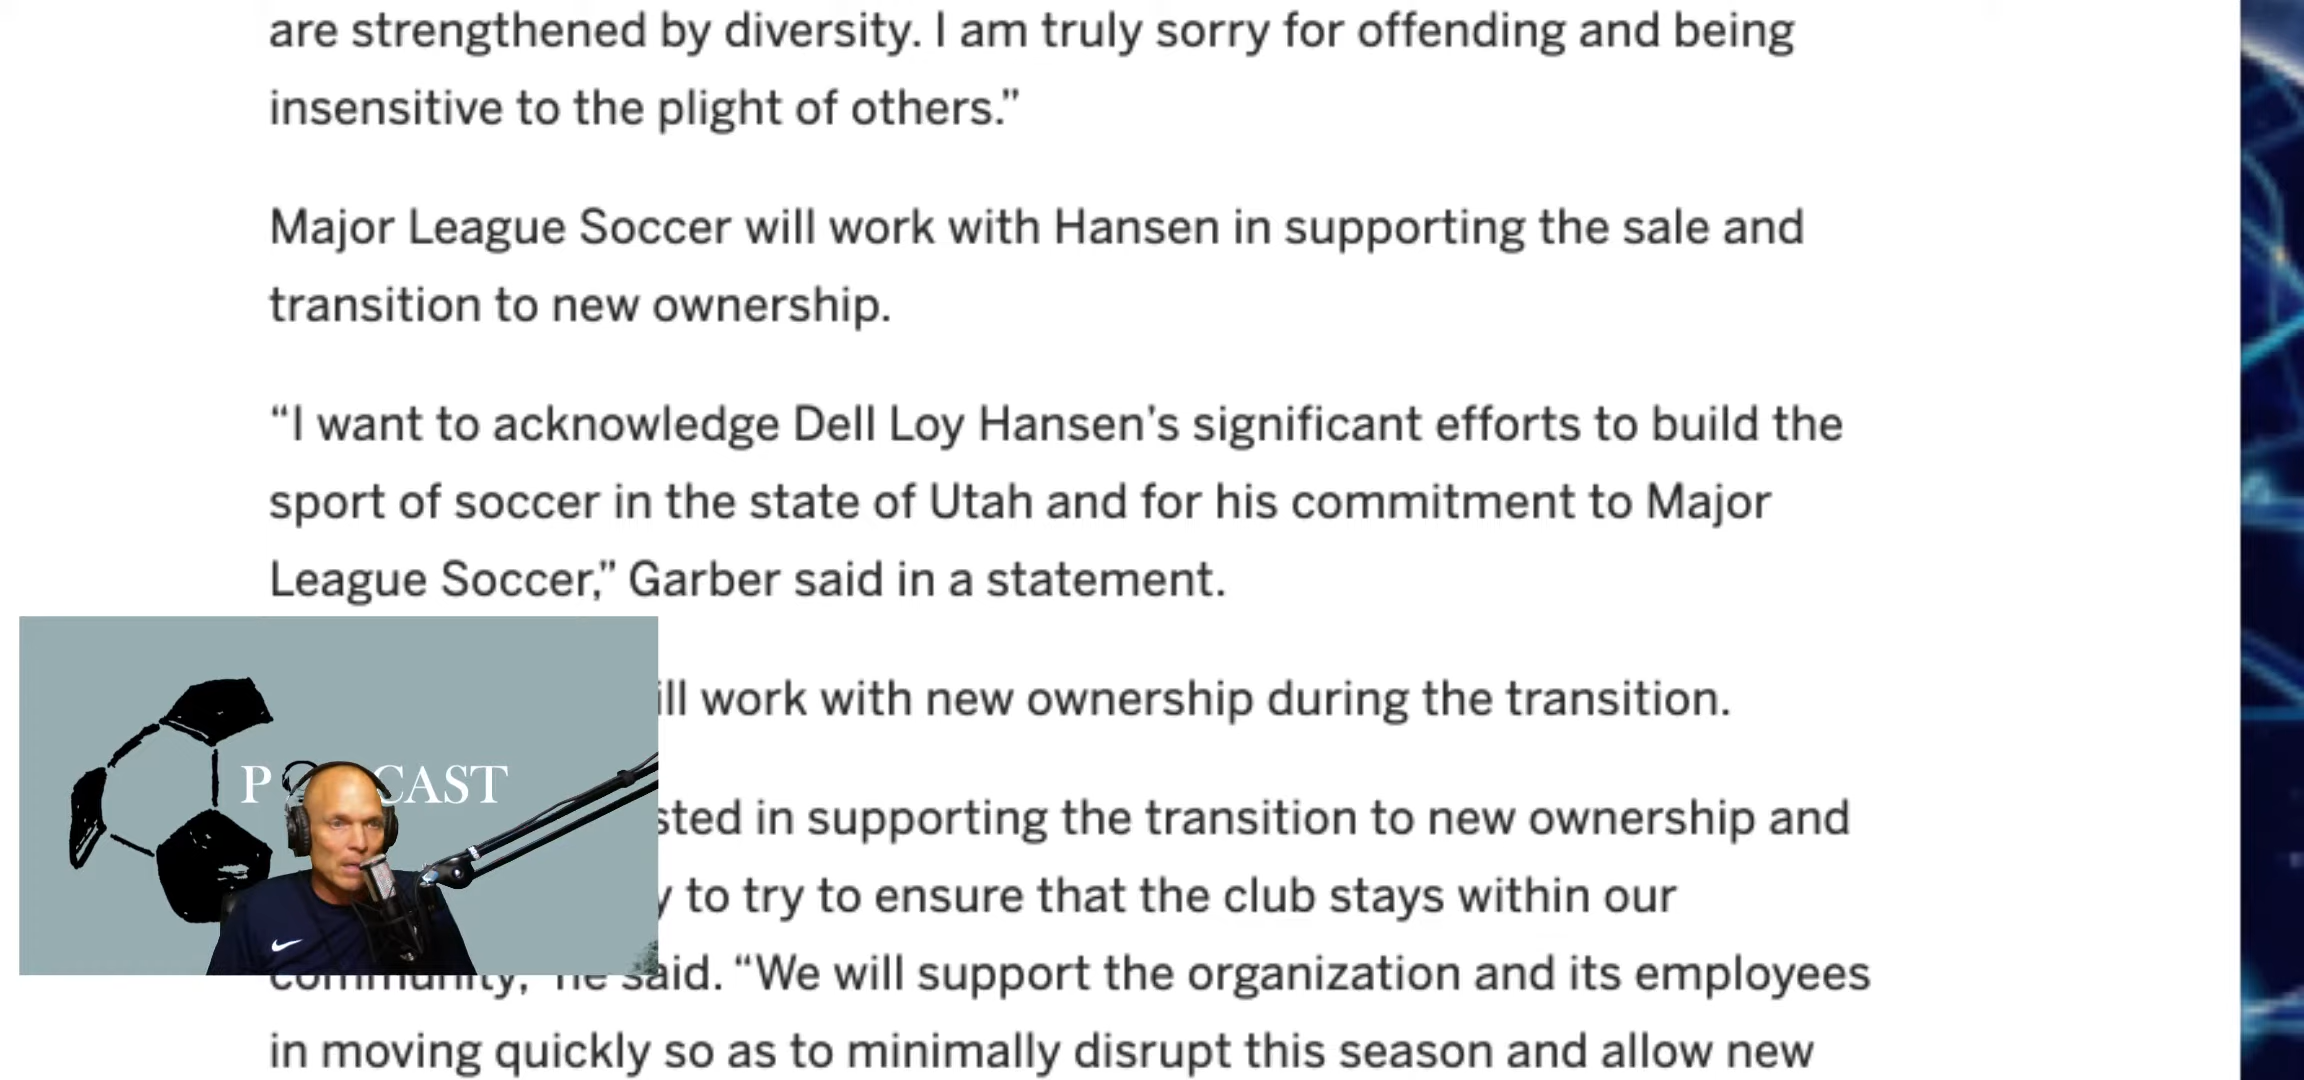 are strengthened by diversity. I am truly sorry for offending and being
insensitive to the plight of others.”
Major League Soccer will work with Hansen in supporting the sale and
transition to new ownership.
“I want to acknowledge Dell Loy Hansen's significant efforts to build the
sport of soccer in the state of Utah and for his commitment to Major
League Soccer,” Garber said in a statement.
work with new ownership during the transition.
P CAST
in supporting the transition to new ownership and
to try to ensure that the club stays within our
community,” he said. “We will support the organization and its employees
in moving quickly so as to minimally disrupt this season and allow new